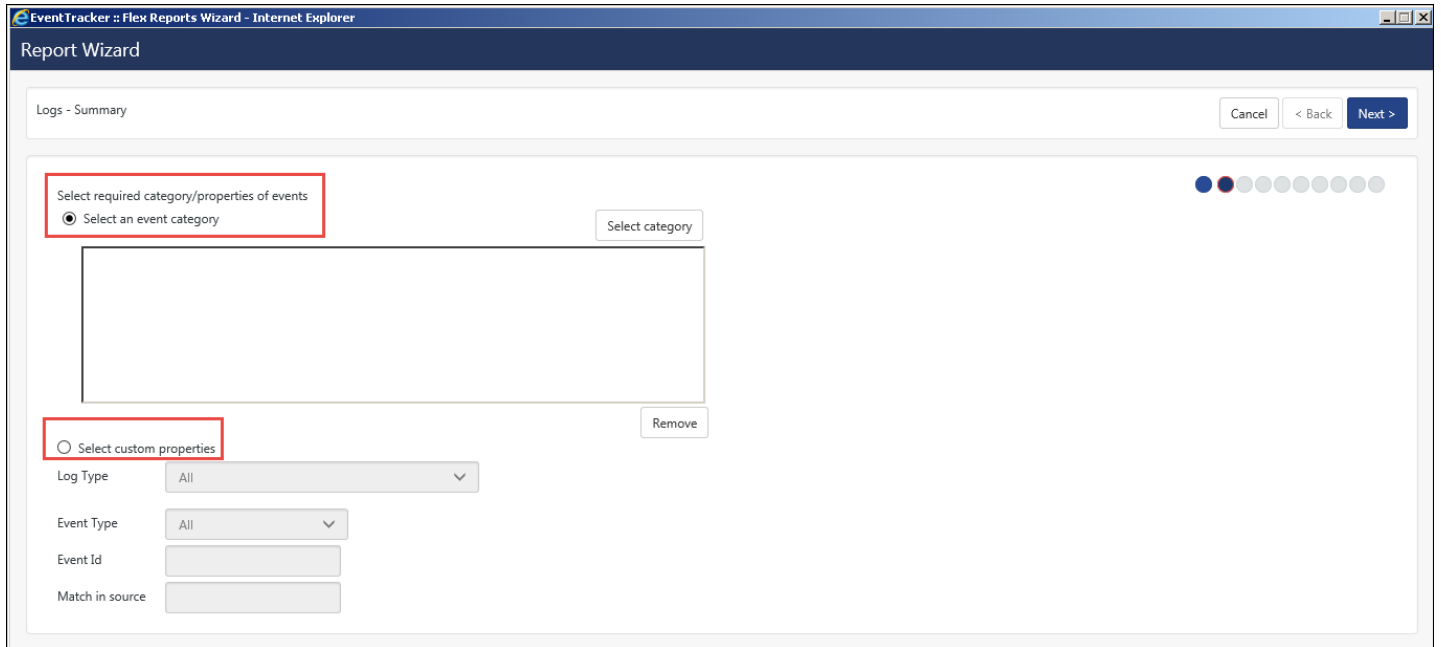 EventTracker :: Flex Reports Wizard - Internet Explorer
Report Wizard
Logs - Summary
Cancel
< Back
Next >
Select required category/properties of events
Select an event category
Select category
Remove
Select custom properties
Log Type
All
Event Type
All
Event Id
Match in source